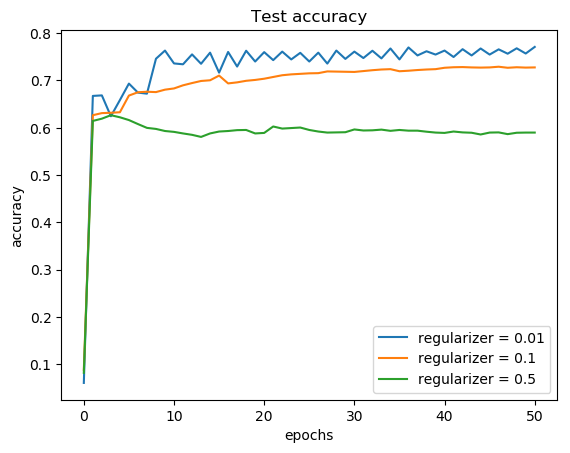 Test accuracy
0.8
0.7
0.6
0.5
0.4
0.3
0.2
0.1
accuracy
0
10
20
30
40
50
epochs
regularizer = 0.01
regularizer = 0.1
regularizer = 0.5